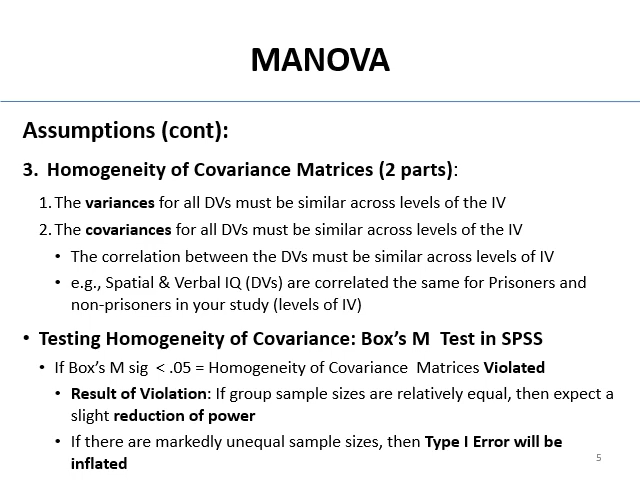 MANOVA
Assumptions (cont):
3. Homogeneity of Covariance Matrices (2 parts):
1. The variances for all DVs must be similar across levels of the IV
2. The covariances for all DVs must be similar across levels of the IV
• The correlation between the DVs must be similar across levels of IV
• e.g., Spatial & Verbal IQ (DVs) are correlated the same for Prisoners and
non-prisoners in your study (levels of IV)
• Testing Homogeneity of Covariance: Box's M Test in SPSS
• If Box's M sig < .05 = Homogeneity of Covariance Matrices Violated
• Result of Violation: If group sample sizes are relatively equal, then expect a
slight reduction of power
• If there are markedly unequal sample sizes, then Type I Error will be
inflated
5